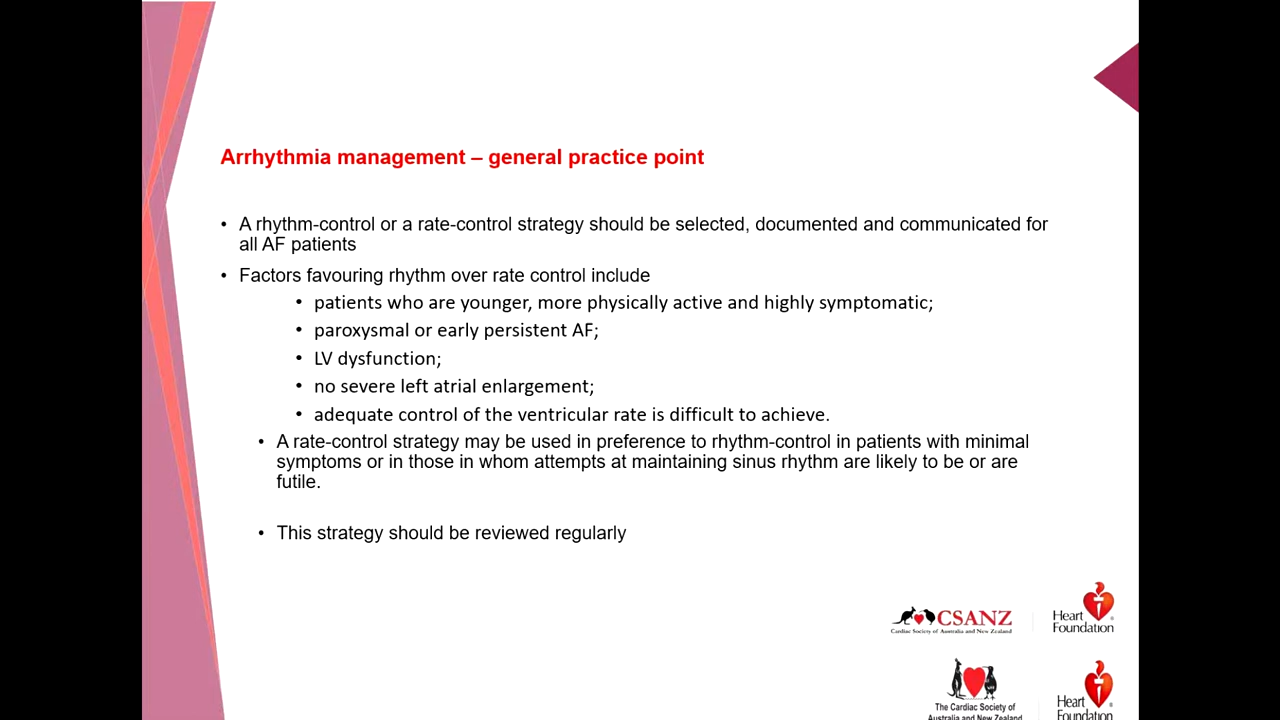 Arrhythmia management – general practice point
• A rhythm-control or a rate-control strategy should be selected, documented and communicated for
all AF patients
• Factors favouring rhythm over rate control include
• patients who are younger, more physically active and highly symptomatic;
• paroxysmal or early persistent AF;
• LV dysfunction;
• no severe left atrial enlargement;
• adequate control of the ventricular rate is difficult to achieve.
• A rate-control strategy may be used in preference to rhythm-control in patients with minimal
symptoms or in those in whom attempts at maintaining sinus rhythm are likely to be or are
futile.
• This strategy should be reviewed regularly
CSANZ
Cardiac Society of Australia and New Zealand
Heart
Foundation
The Cardiac Society of
Australia and New Zealand
Heart
Foundation